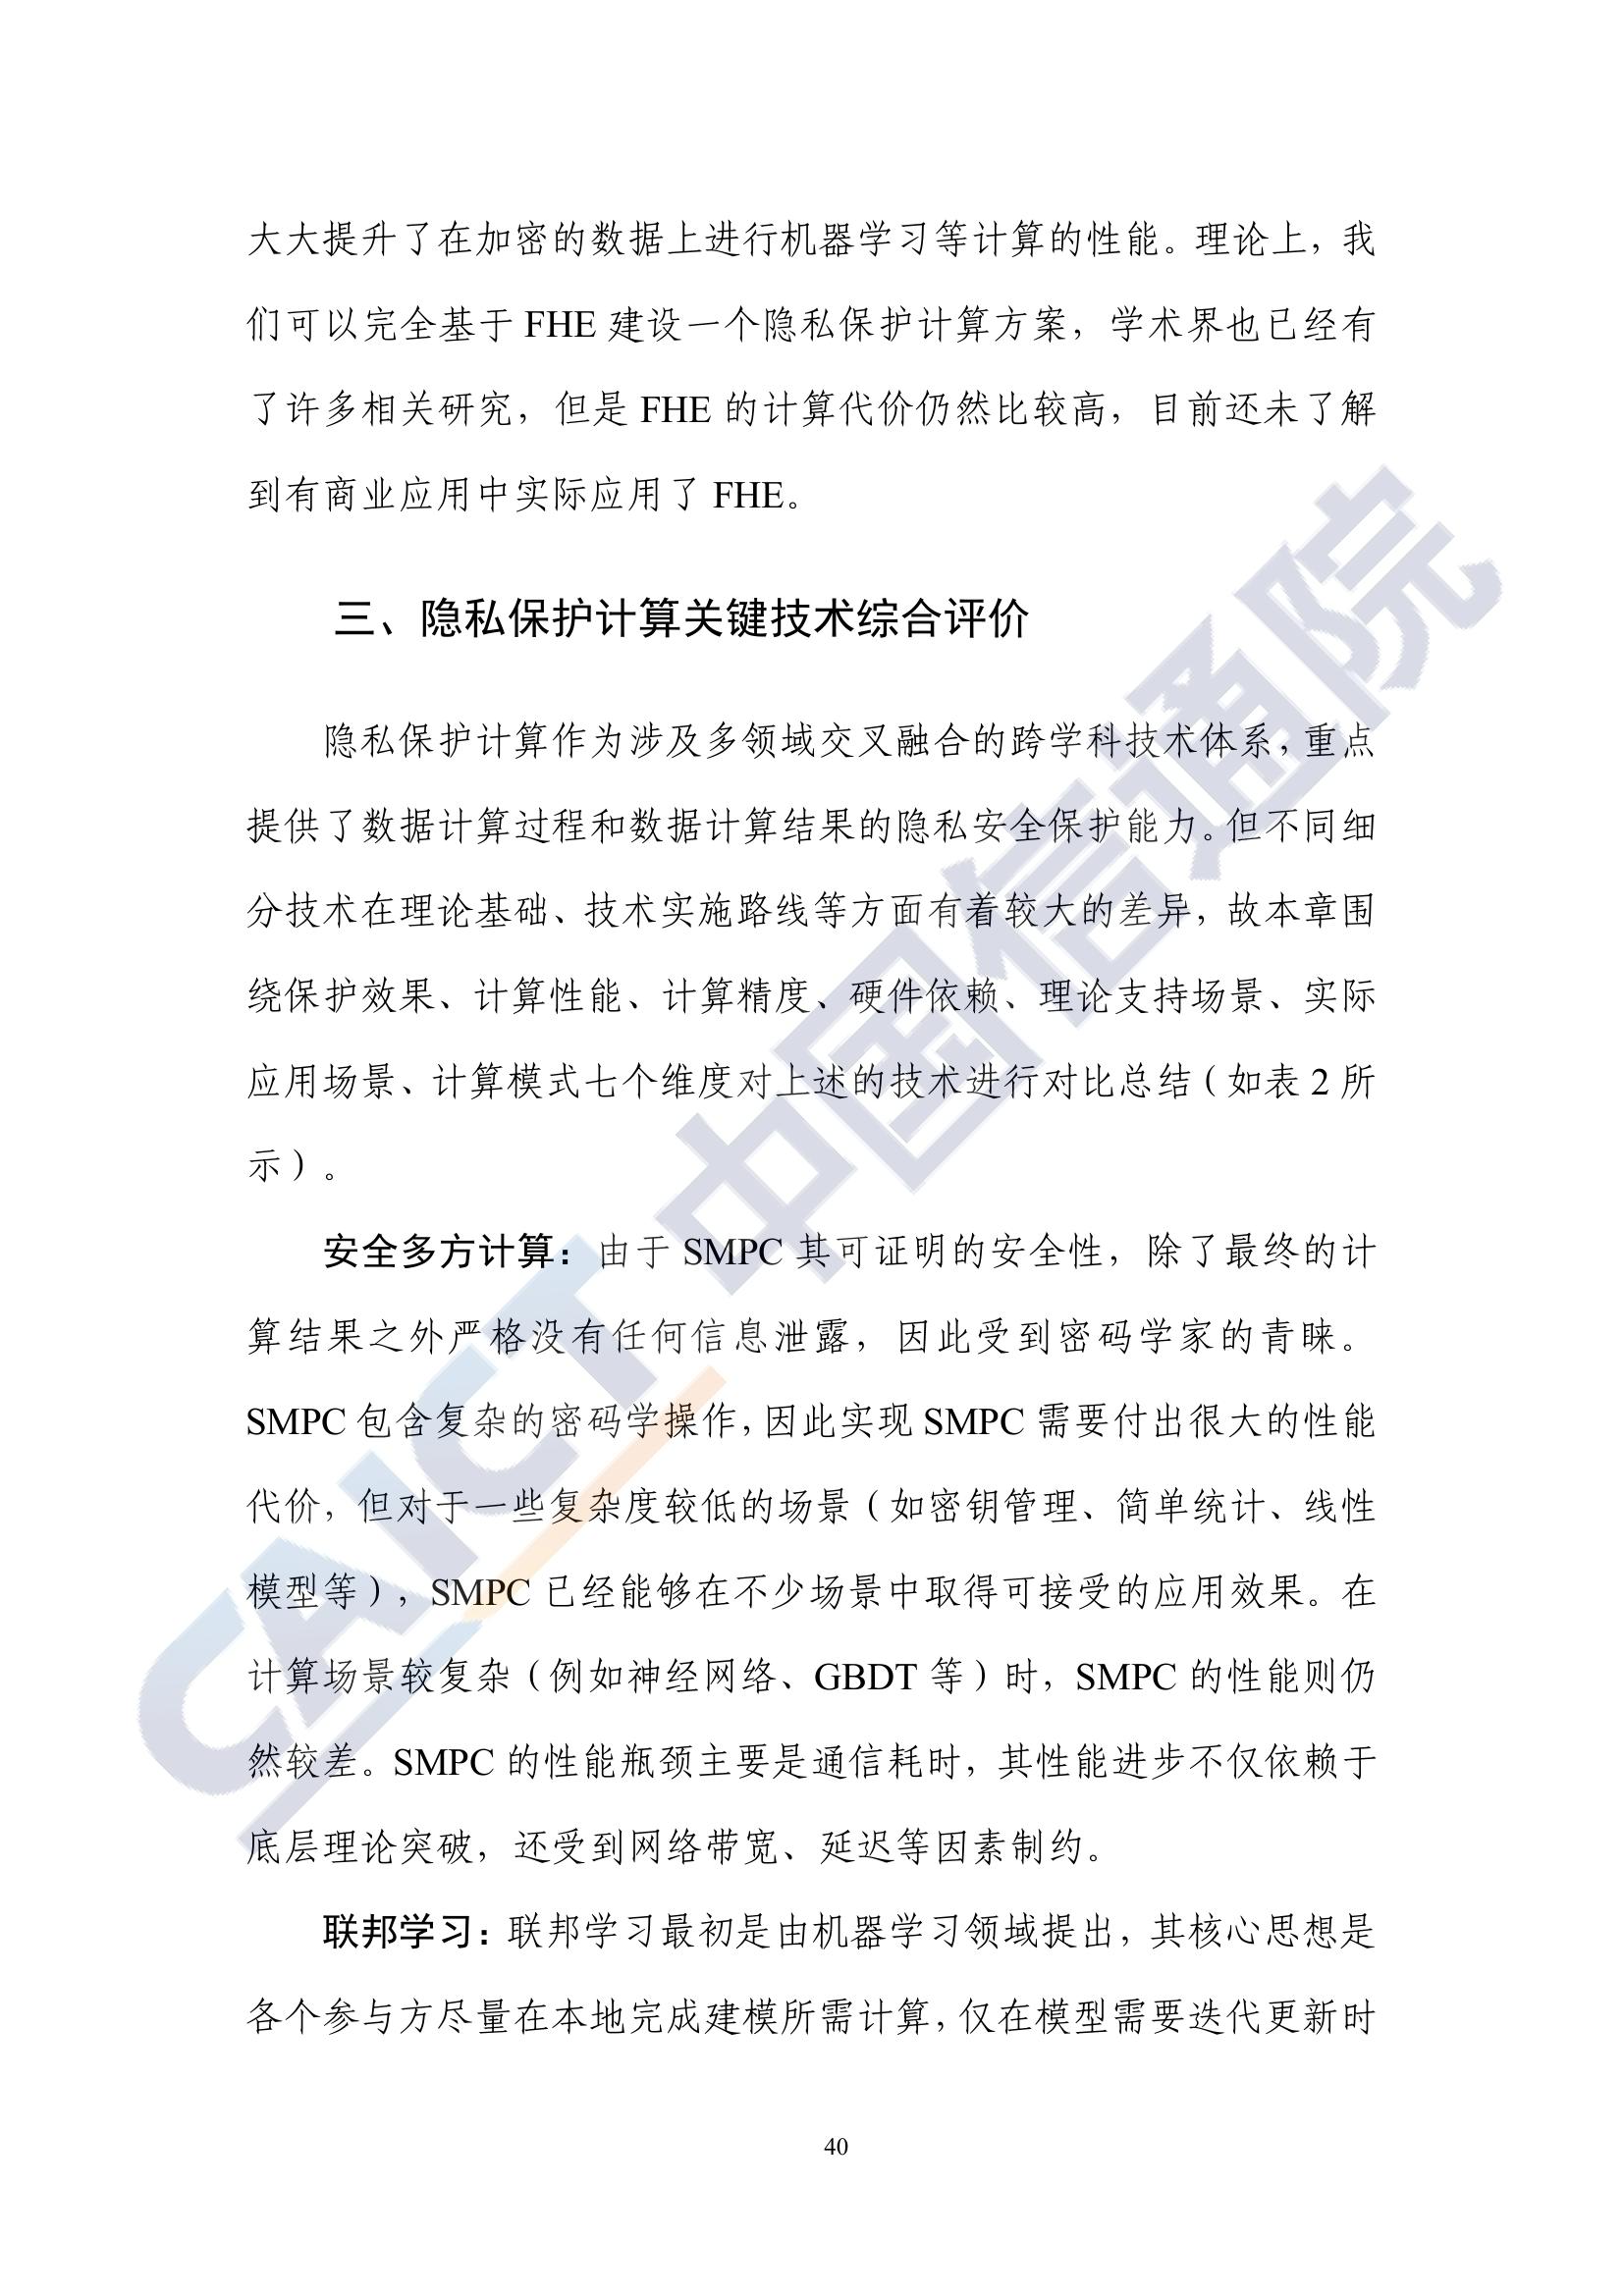 大大提升了在加密的数据上进行机器学习等计算的性能。理论上，我
们可以完全基于 FHE 建设一个隐私保护计算方案，学术界也已经有
了许多相关研究，但是 FHE 的计算代价仍然比较高，目前还未了解
到有商业应用中实际应用了 FHE。
三、隐私保护计算关键技术综合评价
隐私保护计算作为涉及多领域交叉融合的跨学科技术体系，重点
提供了数据计算过程和数据计算结果的隐私安全保护能力。但不同细
分技术在理论基础、技术实施路线等方面有着较大的差异，故本章围
绕保护效果、计算性能、计算精度、硬件依赖、理论支持场景、实际
应用场景、计算模式七个维度对上述的技术进行对比总结（如表 2 所
示）。
安全多方计算：由于 SMPC 其可证明的安全性，除了最终的计
算结果之外严格没有任何信息泄露，因此受到密码学家的青睐。
SMPC 包含复杂的密码学操作，因此实现 SMPC 需要付出很大的性能
代价，但对于一些复杂度较低的场景（如密钥管理、简单统计、线性
模型等），SMPC 已经能够在不少场景中取得可接受的应用效果。在
计算场景较复杂（例如神经网络、GBDT 等）时，SMPC 的性能则仍
然较差。SMPC 的性能瓶颈主要是通信耗时，其性能进步不仅依赖于
底层理论突破，还受到网络带宽、延迟等因素制约。
联邦学习：联邦学习最初是由机器学习领域提出，其核心思想是
各个参与方尽量在本地完成建模所需计算，仅在模型需要迭代更新时
40
CAICT 中国信通院